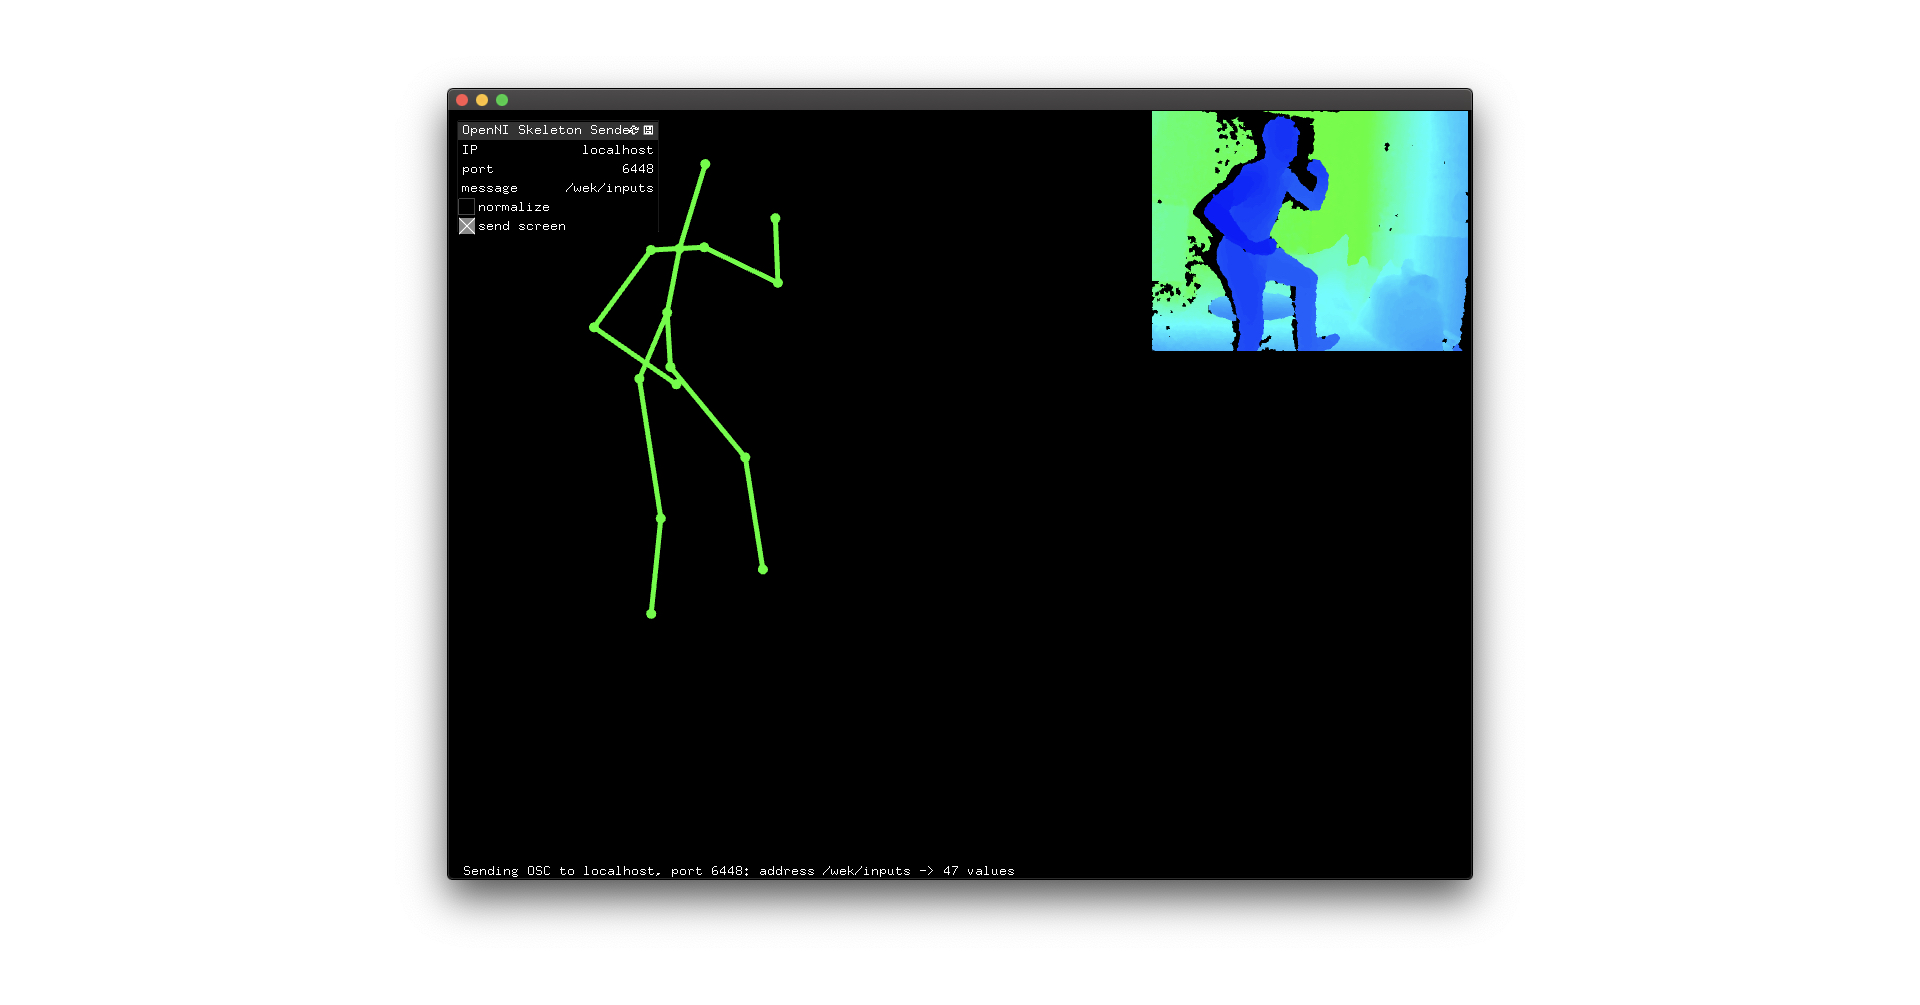 OpenNI Skeleton Sende
IP localhost
port 6448
message /wek/inputs
normalize
send screen
Sending OSC to localhost, port 6448: address /wek/inputs -> 47 values